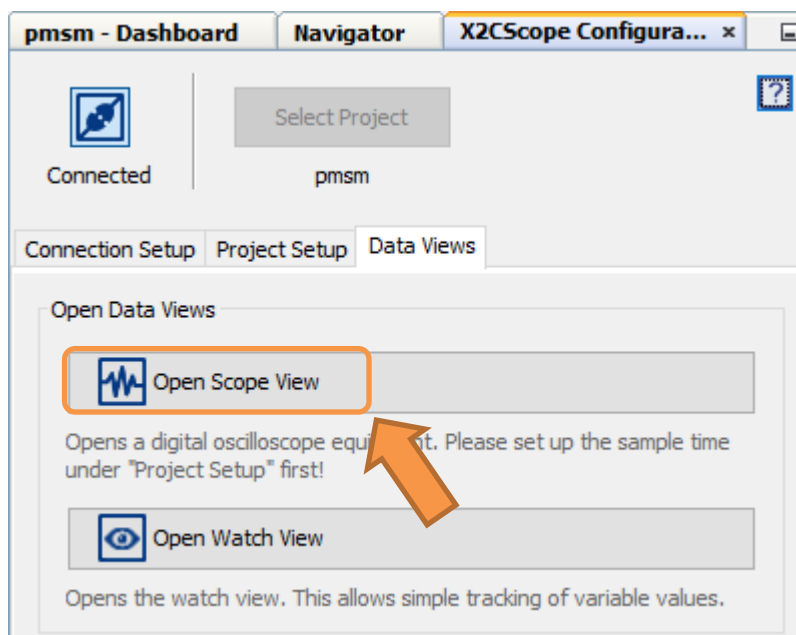 pmsm - Dashboard Navigator X2CScope Configura... ×
Select Project
?
Connected pmsm
Connection Setup Project Setup Data Views
Open Data Views
Open Scope View
Opens a digital oscilloscope equ nt. Please set up the sample time
under "Project Setup" first!
Open Watch View
Opens the watch view. This allows simple tracking of variable values.